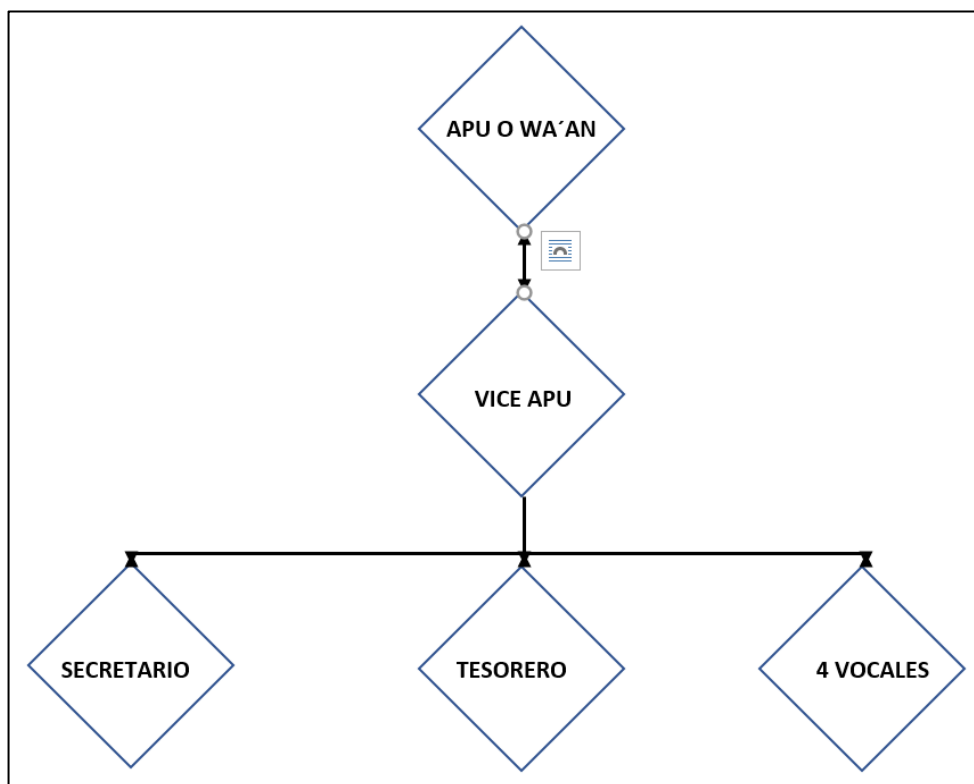 APU O WA´AN
VICE APU
SECRETARIO
TESORERO
4 VOCALES